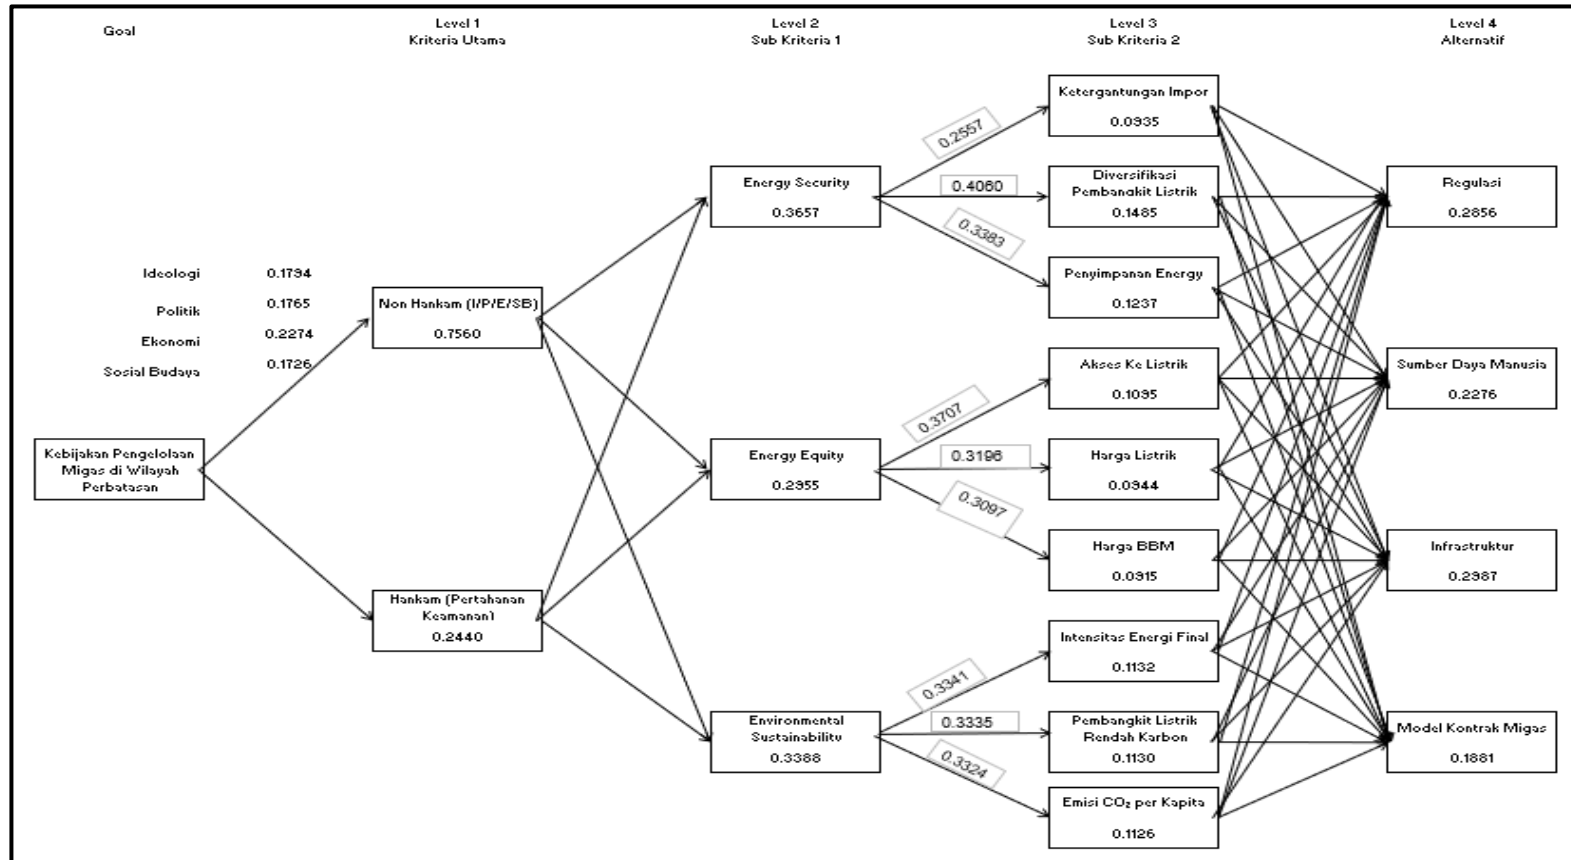 Goal
Level 1
Kriteria Utama
Level 2
Sub Kriteria 1
Level 3
Sub Kriteria 2
Level 4
Alternatif
Ideologi 0.1794
Politik 0.1765
Ekonomi 0.2274
Sosial Budaya 0.1726
Kebijakan Pengelolaan
Migas di Wilayah
Perbatasan
Non Hankam (I/P/E/SB)
0.7560
Hankam (Pertahanan
Keamanan)
0.2440
Energy Security
0.3657
Energy Equity
0.2955
Environmental
Sustainability
0.3388
0.2557
0.4060
0.3383
0.3707
0.3196
0.3097
0.3341
0.3335
0.3324
Ketergantungan Impor
0.0935
Diversifikasi
Pembangkit Listrik
0.1485
Penyimpanan Energy
0.1237
Akses Ke Listrik
0.1095
Harga Listrik
0.0944
Harga BBM
0.0915
Intensitas Energi Final
0.1132
Pembangkit Listrik
Rendah Karbon
0.1130
Emisi CO₂ per Kapita
0.1126
Regulasi
0.2856
Sumber Daya Manusia
0.2276
Infrastruktur
0.2987
Model Kontrak Migas
0.1881